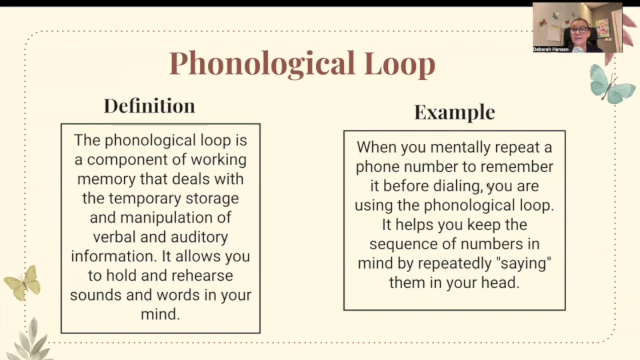 Deborah Hansen
Phonological Loop
Definition
The phonological loop is
a component of working
memory that deals with
the temporary storage
and manipulation of
verbal and auditory
information. It allows you
to hold and rehearse
sounds and words in your
mind.
Example
When you mentally repeat a
phone number to remember
it before dialing, you are
using the phonological loop.
It helps you keep the
sequence of numbers in
mind by repeatedly "saying"
them in your head.